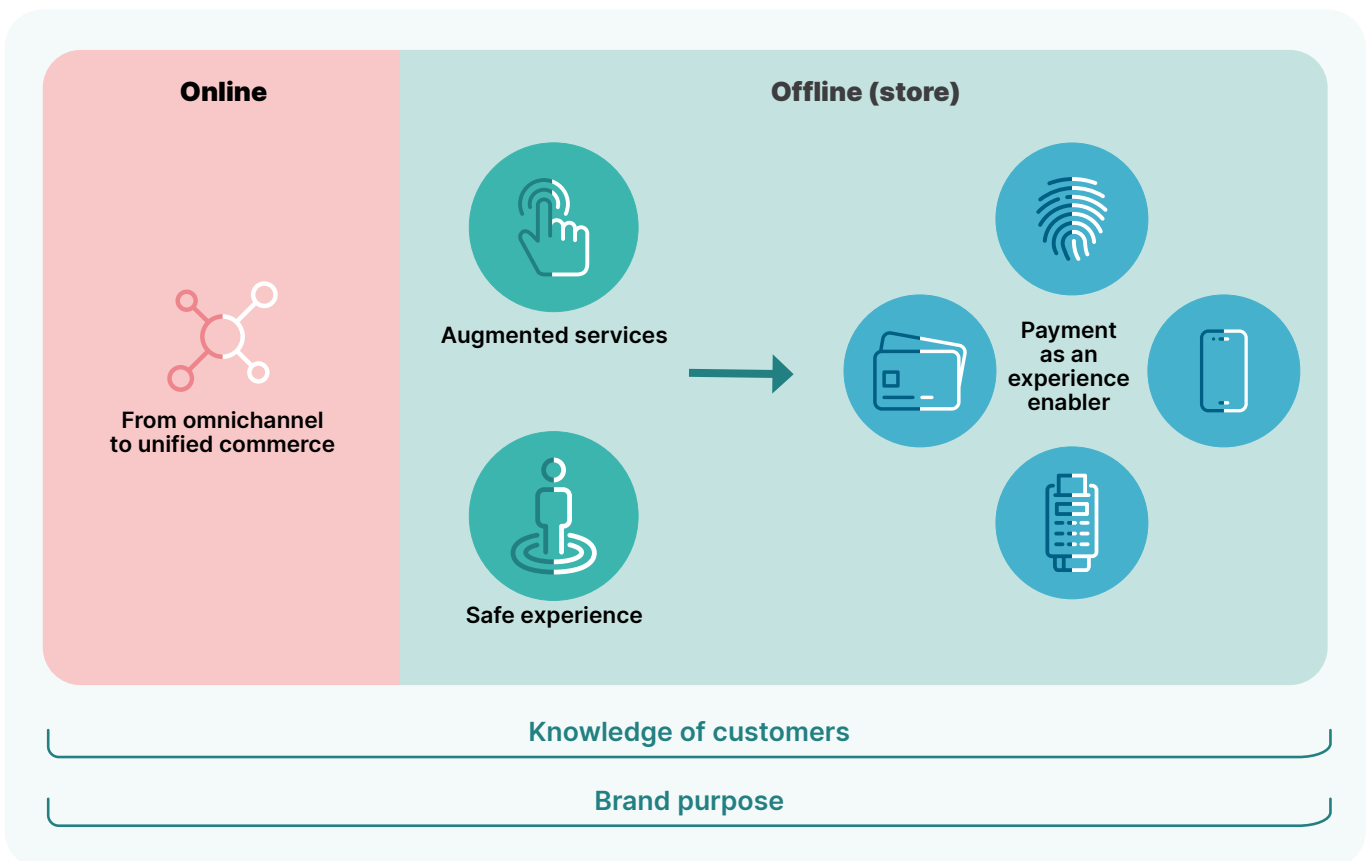 Online
Offline (store)
From omnichannel
to unified commerce
Augmented services
Safe experience
Payment
as an
experience
enabler
Knowledge of customers
Brand purpose